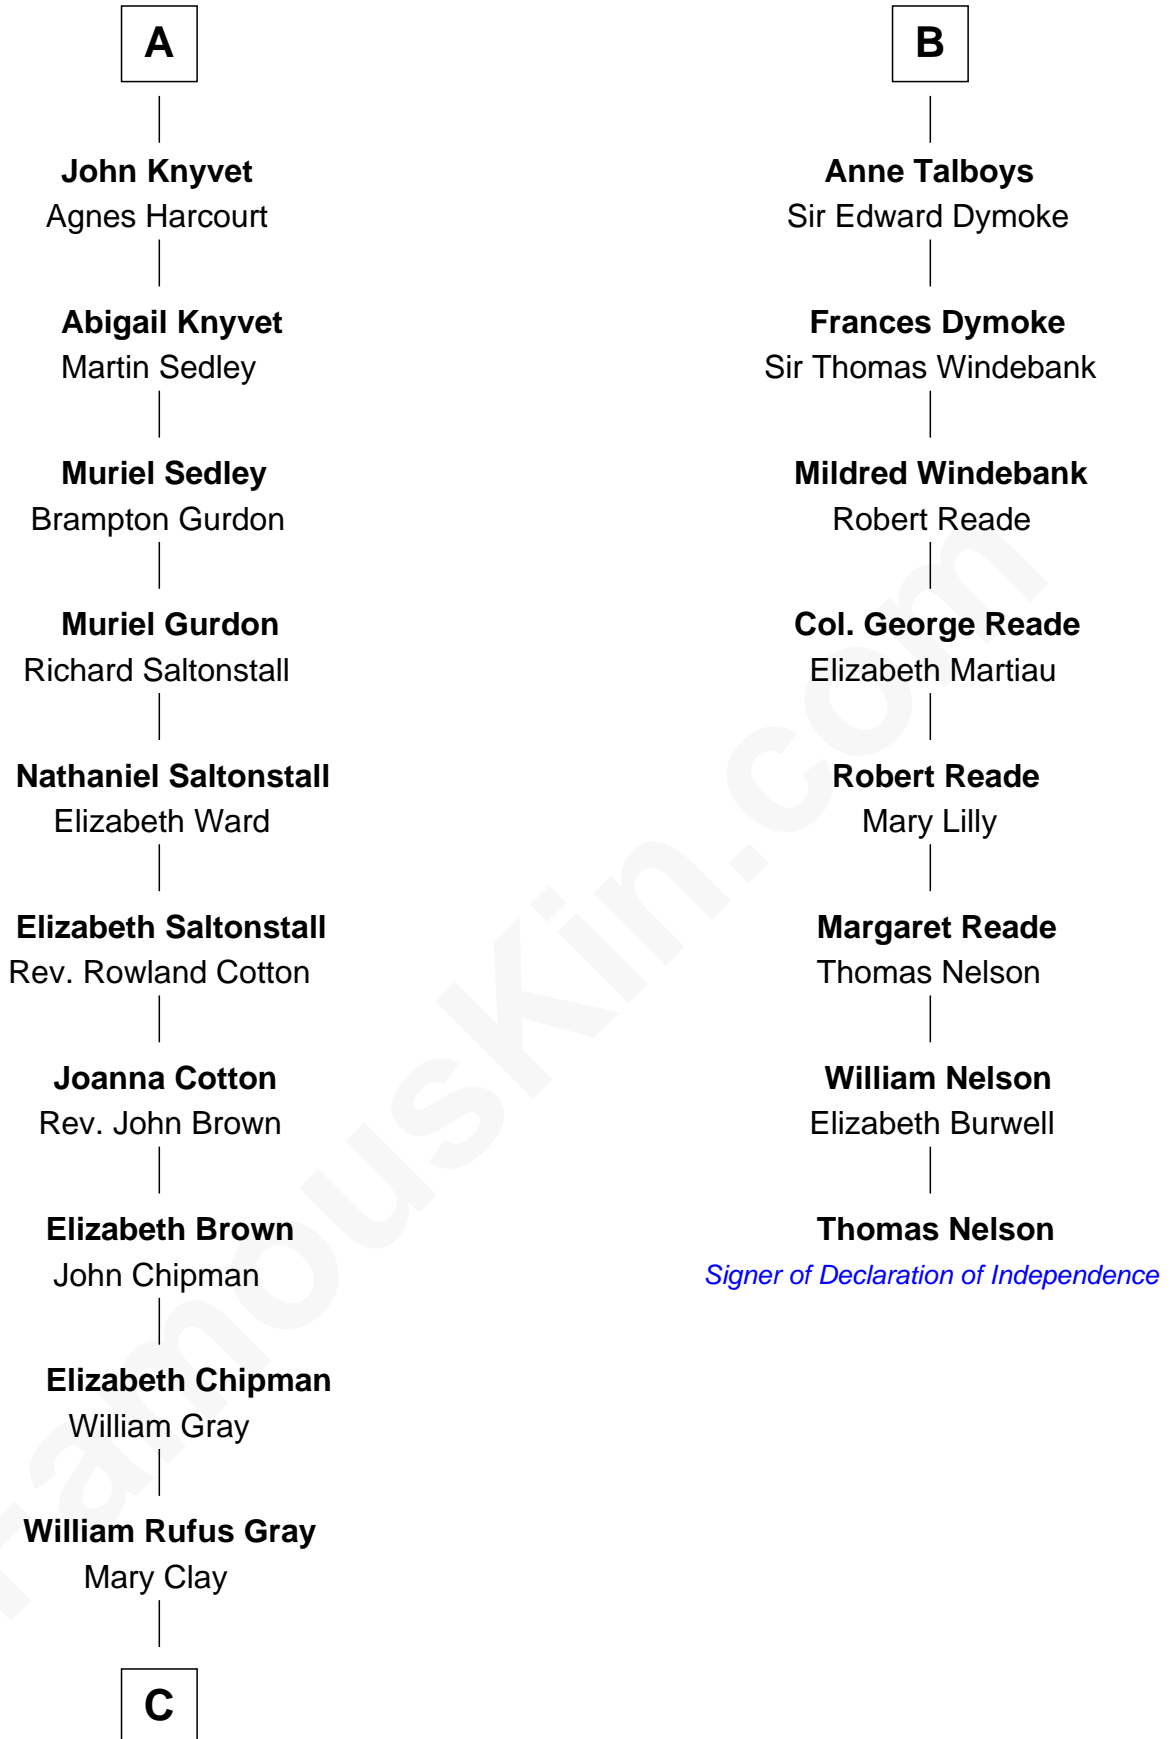 A
John Knyvet
Agnes Harcourt
Abigail Knyvet
Martin Sedley
Muriel Sedley
Brampton Gurdon
Muriel Gurdon
Richard Saltonstall
Nathaniel Saltonstall
Elizabeth Ward
Elizabeth Saltonstall
Rev. Rowland Cotton
Joanna Cotton
Rev. John Brown
Elizabeth Brown
John Chipman
Elizabeth Chipman
William Gray
William Rufus Gray
Mary Clay
C
B
Anne Talboys
Sir Edward Dymoke
Frances Dymoke
Sir Thomas Windebank
Mildred Windebank
Robert Reade
Col. George Reade
Elizabeth Martiau
Robert Reade
Mary Lilly
Margaret Reade
Thomas Nelson
William Nelson
Elizabeth Burwell
Thomas Nelson
Signer of Declaration of Independence
FamousKin.com